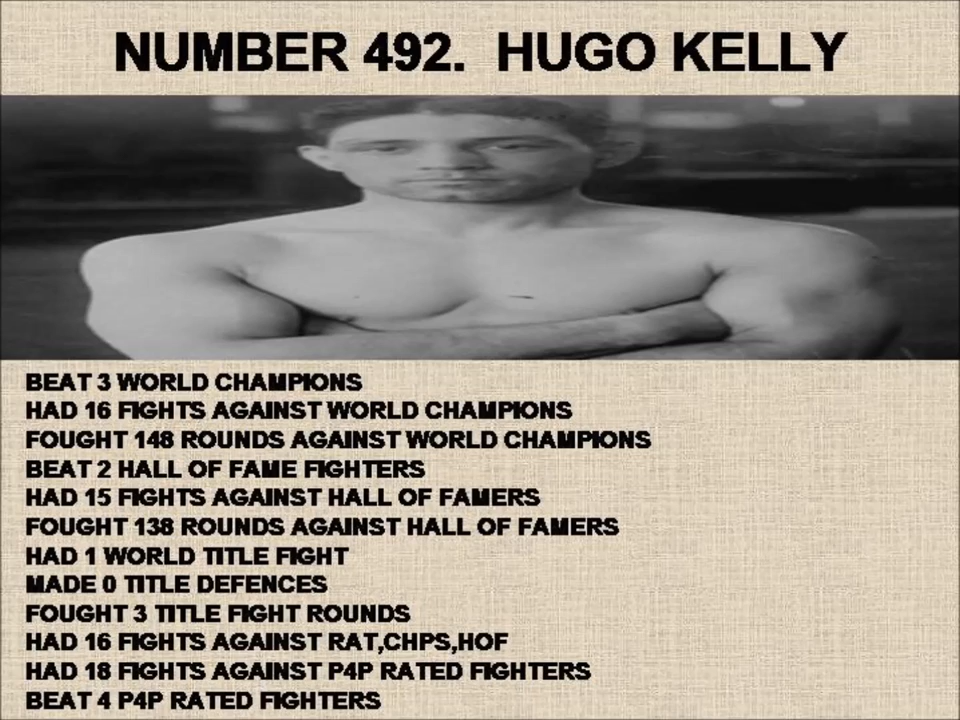 NUMBER 492.  HUGO KELLY
BEAT 3 WORLD CHAMPIONS
HAD 16 FIGHTS AGAINST WORLD CHAMPIONS
FOUGHT 148 ROUNDS AGAINST WORLD CHAMPIONS
BEAT 2 HALL OF FAME FIGHTERS
HAD 15 FIGHTS AGAINST HALL OF FAMERS
FOUGHT 138 ROUNDS AGAINST HALL OF FAMERS
HAD 1 WORLD TITLE FIGHT
MADE 0 TITLE DEFENCES
FOUGHT 3 TITLE FIGHT ROUNDS
HAD 16 FIGHTS AGAINST RAT,CHPS,HOF
HAD 18 FIGHTS AGAINST P4P RATED FIGHTERS
BEAT 4 P4P RATED FIGHTERS